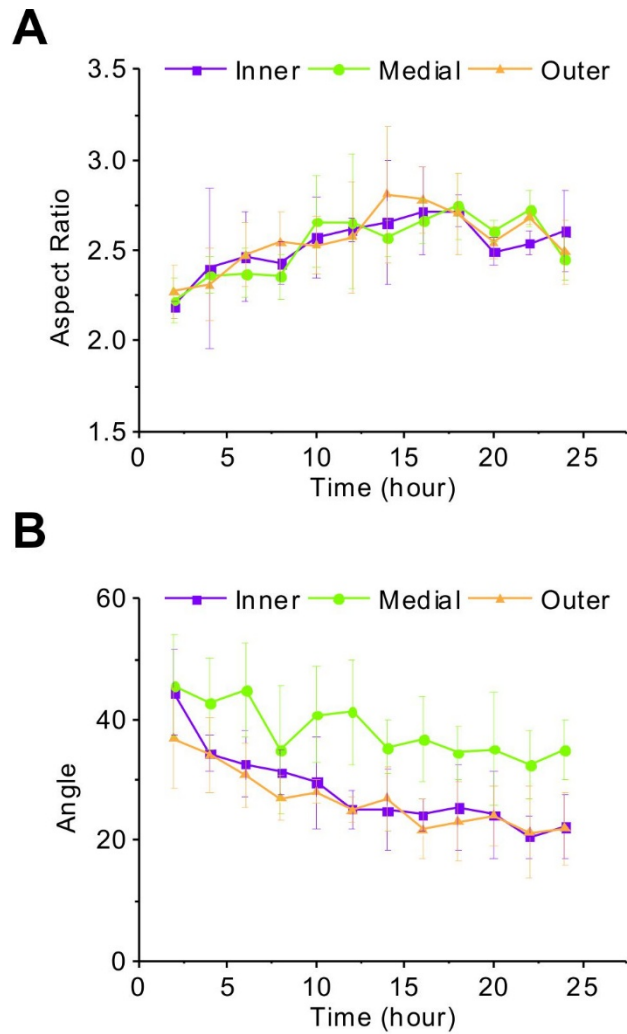 A
Inner Medial Outer
3.5
3.0
2.5
2.0
1.5
Aspect Ratio
0 5 10 15 20 25
Time (hour)
B
Inner Medial Outer
60
40
20
0
Angle
0 5 10 15 20 25
Time (hour)